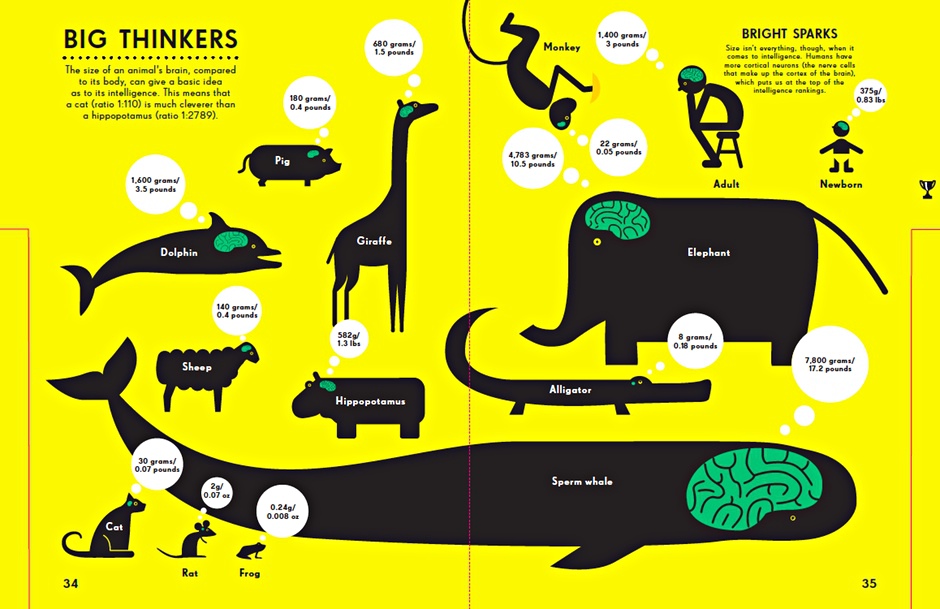 BIG THINKERS
The size of an animal's brain, compared
to its body, can give a basic idea
as to its intelligence. This means that
a cat (ratio 1:110) is much cleverer than
a hippopotamus (ratio 1:2789).
680 grams/
1.5 pounds
180 grams/
0.4 pounds
Pig
1,600 grams/
3.5 pounds
Dolphin
Giraffe
140 grams/
0.4 pounds
Sheep
582g/
1.3 lbs
Hippopotamus
30 grams/
0.07 pounds
Cat
2g/
0.07 oz
Rat
0.24g/
0.008 oz
Frog
34
Monkey
1,400 grams/
3 pounds
BRIGHT SPARKS
Size isn't everything, though, when it
comes to intelligence. Humans have
more cortical neurons (the nerve cells
that make up the cortex of the brain),
which puts us at the top of the
intelligence rankings.
375g/
0.83 lbs
4,783 grams/
10.5 pounds
22 grams/
0.05 pounds
Adult
Newborn
Elephant
8 grams/
0.18 pounds
Alligator
7,800 grams/
17.2 pounds
Sperm whale
35